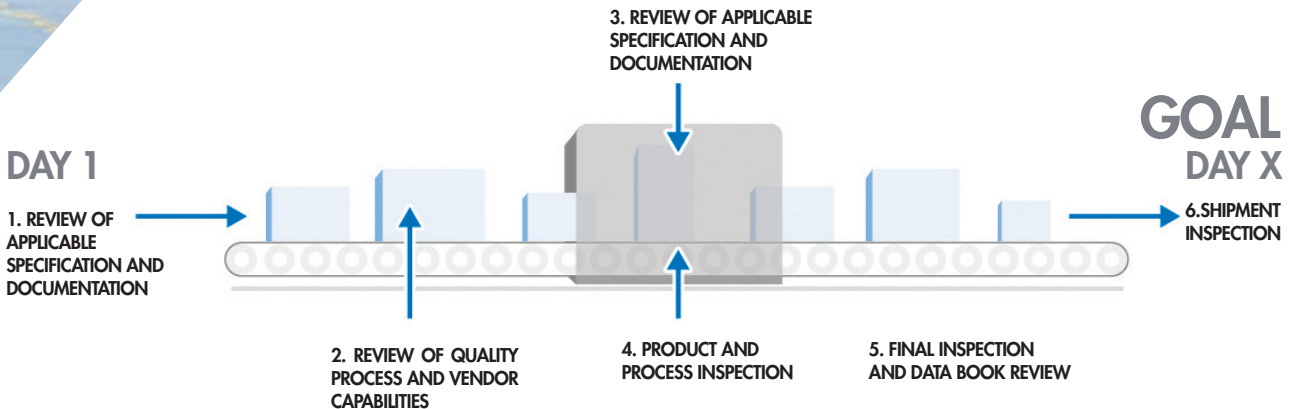 3. REVIEW OF APPLICABLE
SPECIFICATION AND
DOCUMENTATION
GOAL
DAY X
DAY 1
1. REVIEW OF
APPLICABLE
SPECIFICATION AND
DOCUMENTATION
6.SHIPMENT
INSPECTION
2. REVIEW OF QUALITY
PROCESS AND VENDOR
CAPABILITIES
4. PRODUCT AND
PROCESS INSPECTION
5. FINAL INSPECTION
AND DATA BOOK REVIEW